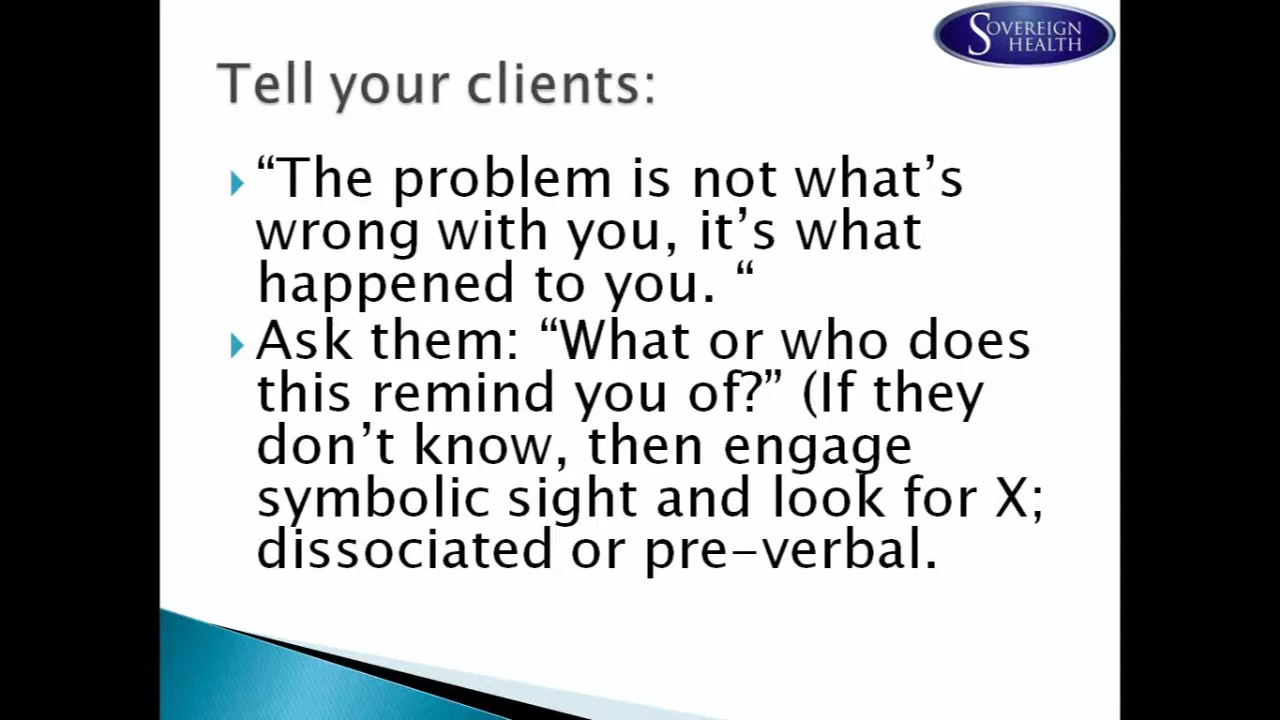 SOVEREIGN
HEALTH
Tell your clients:
“The problem is not what’s
wrong with you, it’s what
happened to you. “
Ask them: “What or who does
this remind you of?” (If they
don’t know, then engage
symbolic sight and look for X;
dissociated or pre-verbal.